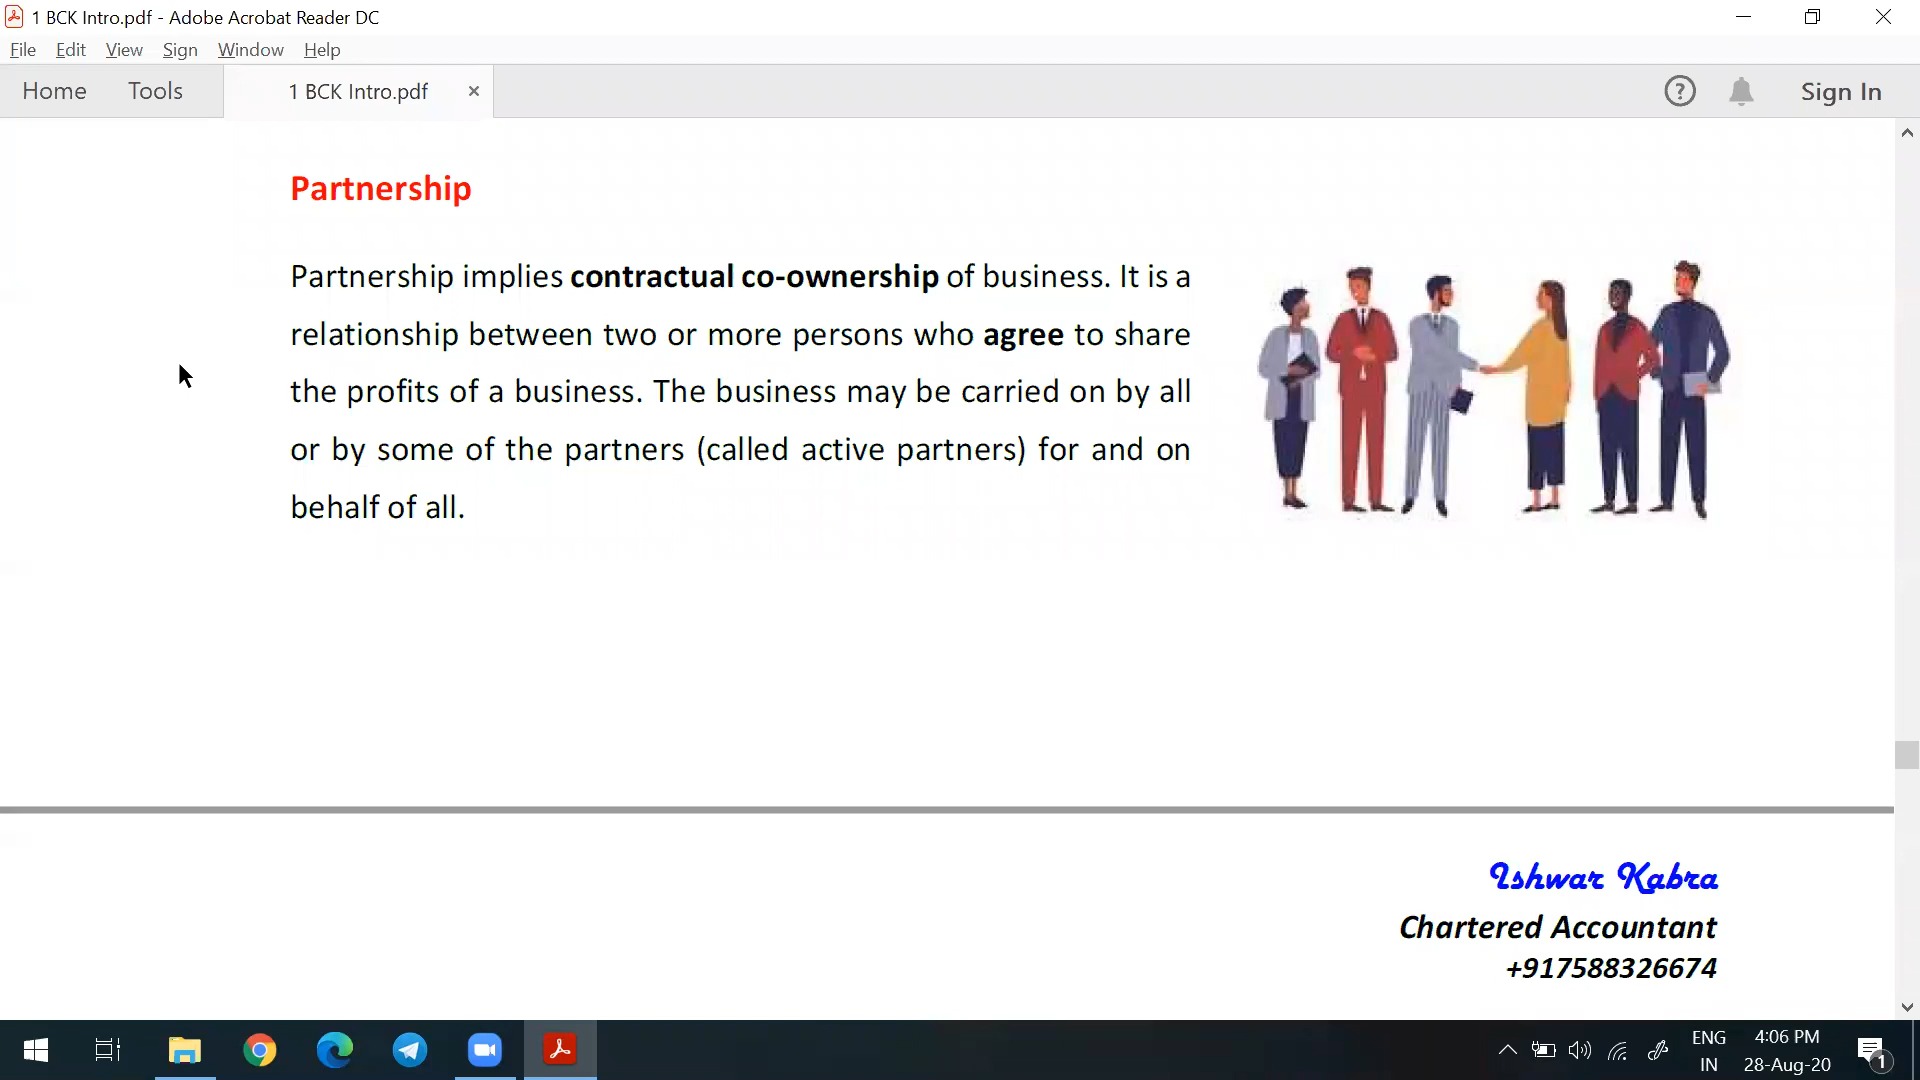 1 BCK Intro.pdf - Adobe Acrobat Reader DC
File Edit View Sign Window Help
Home Tools 1 BCK Intro.pdf × ? Sign In
Partnership
Partnership implies contractual co-ownership of business. It is a
relationship between two or more persons who agree to share
the profits of a business. The business may be carried on by all
or by some of the partners (called active partners) for and on
behalf of all.
Ishwar Kabra
Chartered Accountant
+917588326674
ENG 4:06 PM
IN 28-Aug-20 1